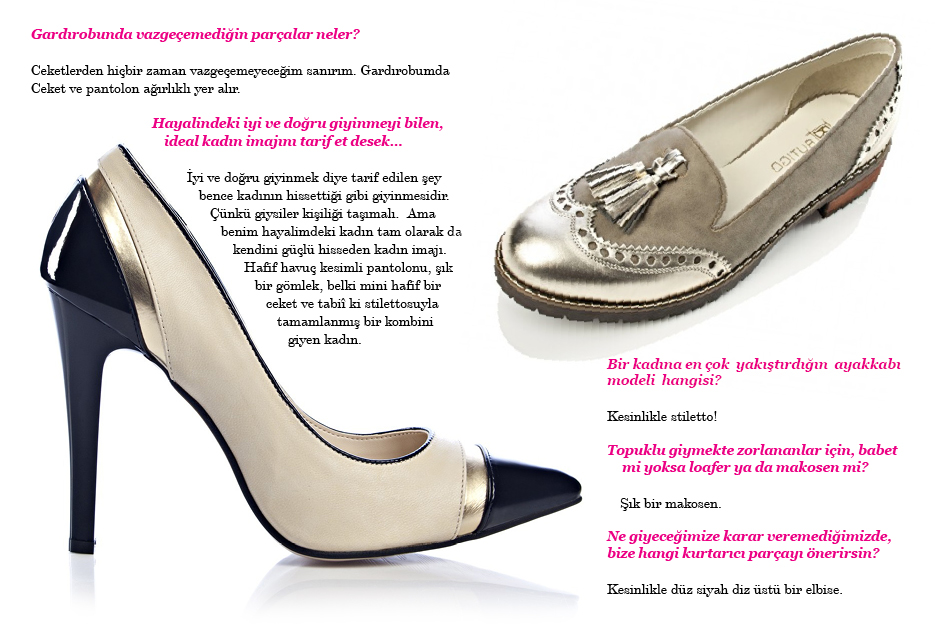 Gardırobunda vazgeçemediğin parçalar neler?
Ceketlerden hiçbir zaman vazgeçemeyeceğim sanırım. Gardırobumda
Ceket ve pantolon ağırlıklı yer alır.
Hayalindeki iyi ve doğru giyinmeyi bilen,
ideal kadın imajını tarif et desek...
İyi ve doğru giyinmek diye tarif edilen şey
bence kadının hissettiği gibi giyinmesidir.
Çünkü giysiler kişiliği taşımalı. Ama
benim hayalimdeki kadın tam olarak da
kendini güçlü hisseden kadın imajı.
Hafif havuç kesimli pantolonu, şık
bir gömlek, belki mini hafif bir
ceket ve tabiî ki stilettosuyla
tamamlanmış bir kombini
giyen kadın.
Bir kadına en çok yakıştırdığın ayakkabı
modeli hangisi?
Kesinlikle stiletto!
Topuklu giymekte zorlananlar için, babet
mi yoksa loafer ya da makosen mi?
Şık bir makosen.
Ne giyeceğimize karar veremediğimizde,
bize hangi kurtarıcı parçayı önerirsin?
Kesinlikle düz siyah diz üstü bir elbise.